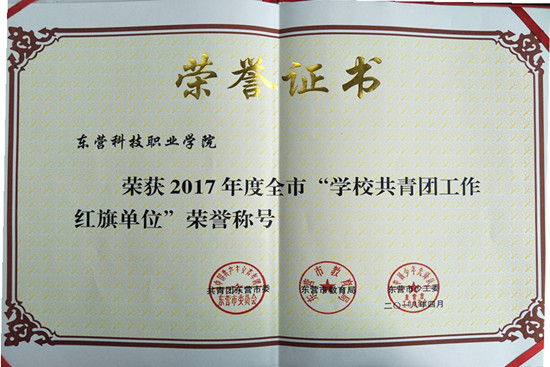 荣誉证书
东营科技职业学院
荣获2017年度全市“学校共青团工作
红旗单位”荣誉称号
共青团东营市委 东营市教育局 东营市少工委
二〇一八年四月